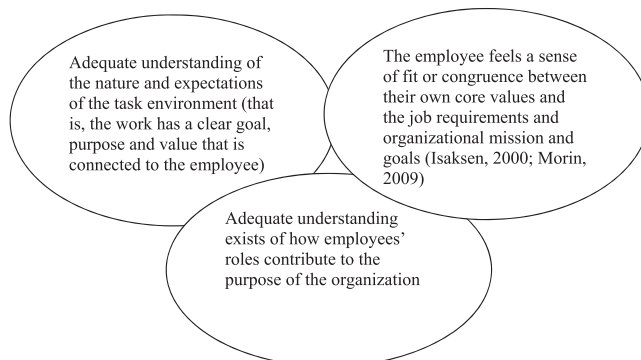 Adequate understanding of
the nature and expectations
of the task environment (that
is, the work has a clear goal,
purpose and value that is
connected to the employee)
The employee feels a sense
of fit or congruence between
their own core values and
the job requirements and
organizational mission and
goals (Isaksen, 2000; Morin,
2009)
Adequate understanding
exists of how employees’
roles contribute to the
purpose of the organization